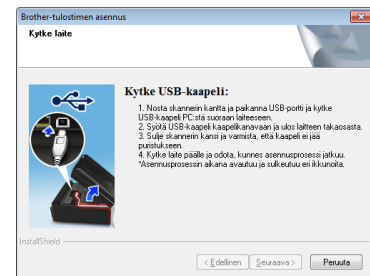 Brother-tulostimen asennus
Kytke laite
Kytke USB-kaapeli:
1. Nosta skannerin kantta ja paikanna USB-portti ja kytke
USB-kaapeli PC:stä suoraan laiteeseen.
2. Syötä USB-kaapeli kaapelikanavaan ja ulos laitteen takaosasta.
3. Sulje skannerin kansi ja varmista, että kaapeli ei jää
puristukseen.
4. Kytke laite päälle ja odota, kunnes asennusprosessi jatkuu.
*Asennusprosessin aikana avautuu ja sulkeutuu eri ikkunoita.
InstallShield
< Edellinen
Seuraava >
Peruuta